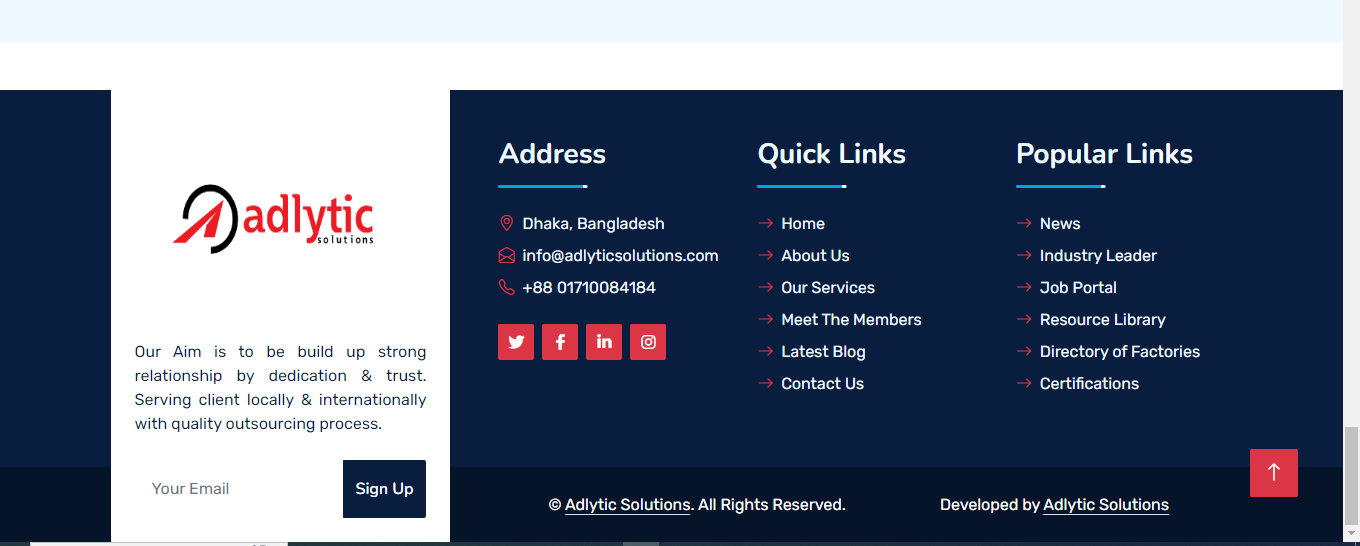 adlytic
solutions
Our Aim is to be build up strong
relationship by dedication & trust.
Serving client locally & internationally
with quality outsourcing process.
Your Email
Sign Up
Address
Dhaka, Bangladesh
info@adlyticsolutions.com
+88 01710084184
Quick Links
Home
About Us
Our Services
Meet The Members
Latest Blog
Contact Us
Popular Links
News
Industry Leader
Job Portal
Resource Library
Directory of Factories
Certifications
© Adlytic Solutions. All Rights Reserved.
Developed by Adlytic Solutions